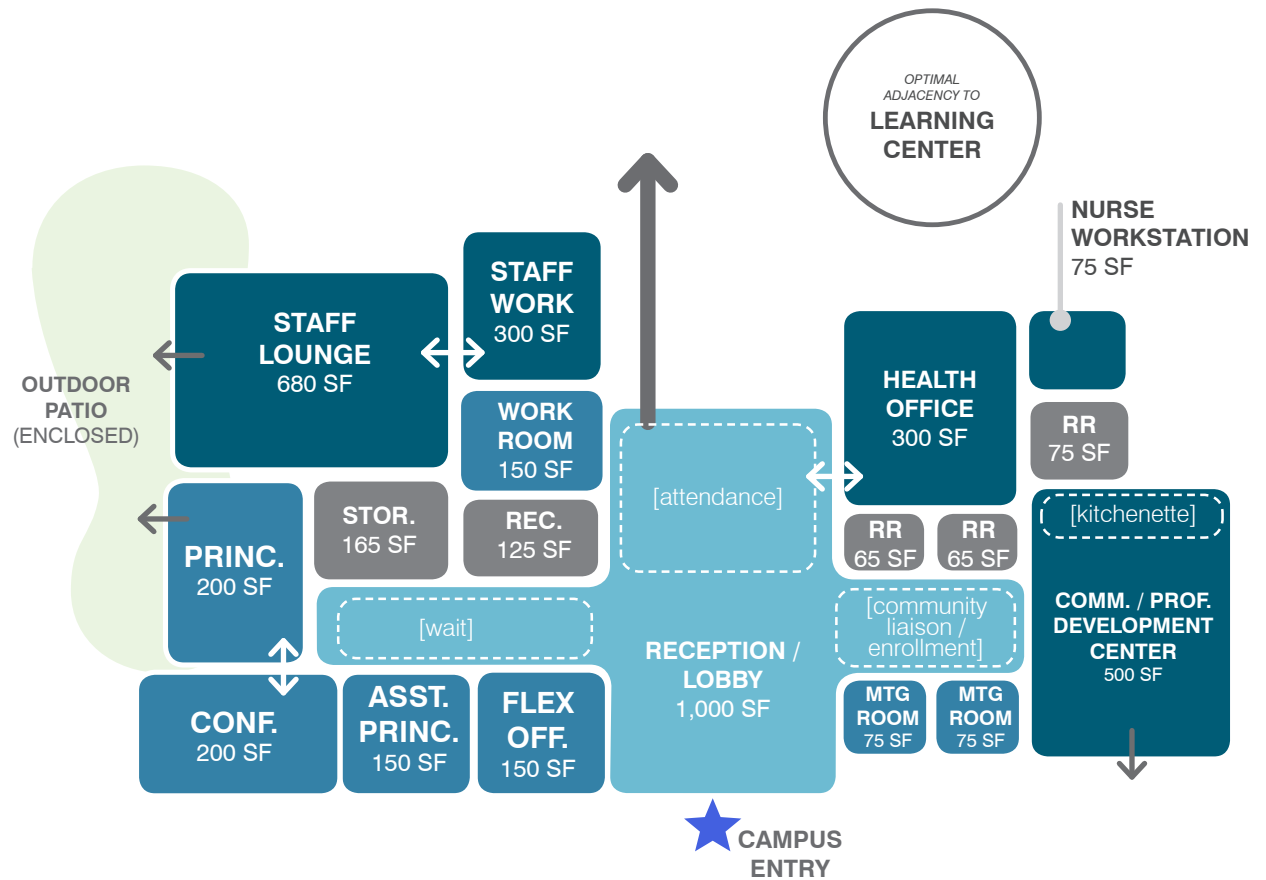 OPTIMAL
ADJACENCY TO
LEARNING
CENTER
NURSE
WORKSTATION
75 SF
STAFF
WORK
300 SF
STAFF
LOUNGE
680 SF
OUTDOOR
PATIO
(ENCLOSED)
WORK
ROOM
150 SF
HEALTH
OFFICE
300 SF
RR
75 SF
[attendance]
[kitchenette]
STOR.
165 SF
REC.
125 SF
RR
65 SF
RR
65 SF
PRINC.
200 SF
[wait]
[community
liaison /
enrollment]
COMM. / PROF.
DEVELOPMENT
CENTER
500 SF
RECEPTION /
LOBBY
1,000 SF
CONF.
200 SF
ASST.
PRINC.
150 SF
FLEX
OFF.
150 SF
MTG
ROOM
75 SF
MTG
ROOM
75 SF
CAMPUS
ENTRY